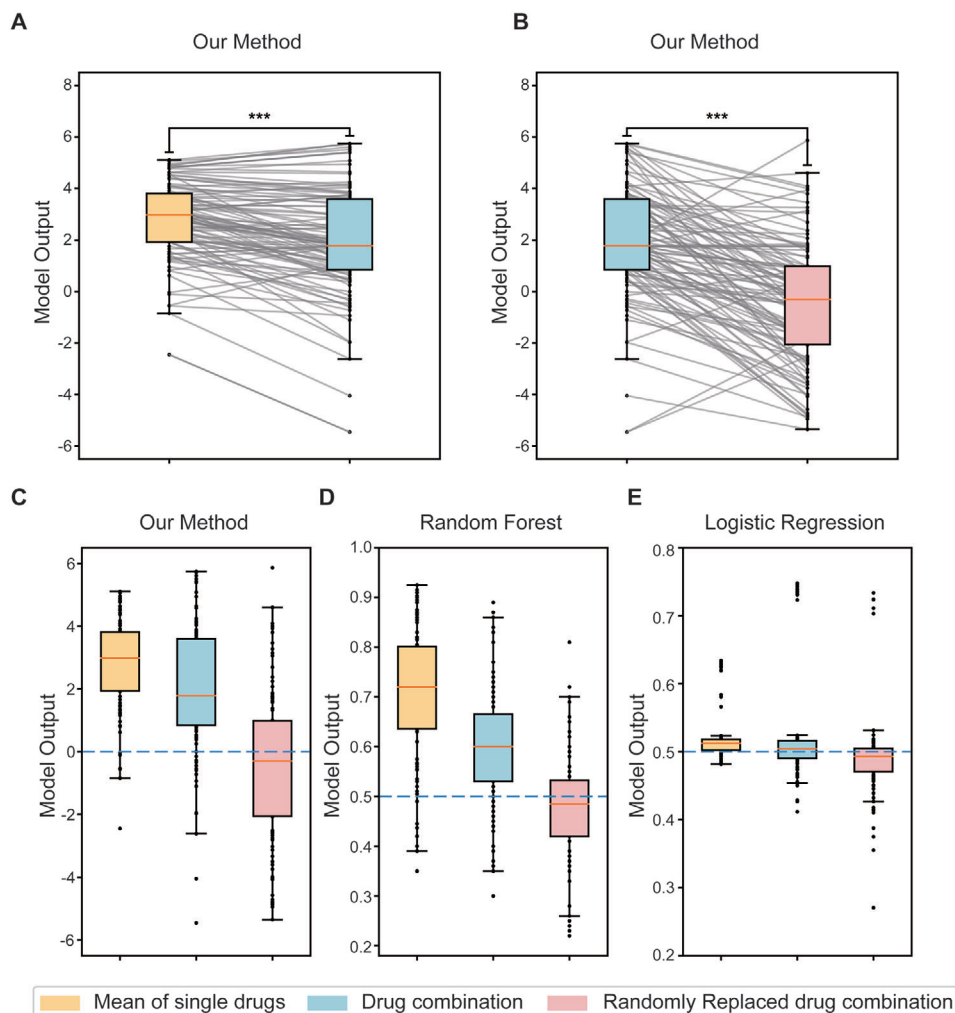 A
Our Method
Model Output
8
6
4
2
0
-2
-4
-6
***
B
Our Method
Model Output
8
6
4
2
0
-2
-4
-6
***
C
Our Method
Model Output
6
4
2
0
-2
-4
-6
D
Random Forest
Model Output
1.0
0.9
0.8
0.7
0.6
0.5
0.4
0.3
0.2
E
Logistic Regression
Model Output
0.8
0.7
0.6
0.5
0.4
0.3
0.2
Mean of single drugs
Drug combination
Randomly Replaced drug combination